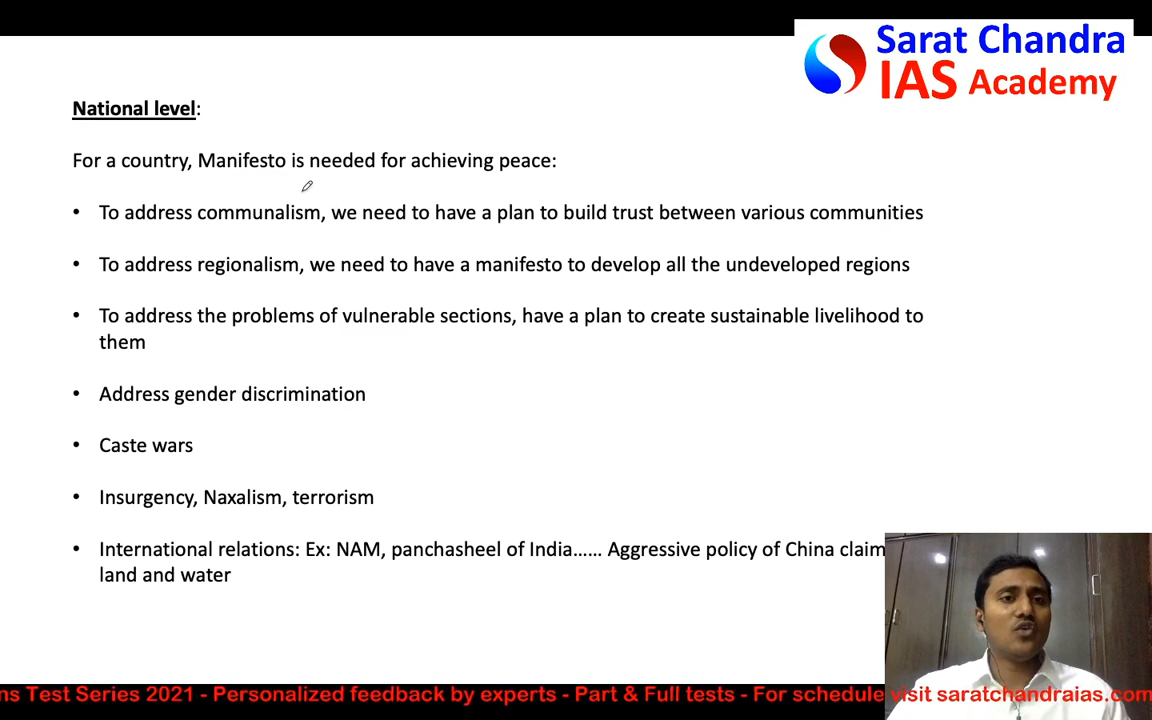 Sarat Chandra
IAS Academy
National level:
For a country, Manifesto is needed for achieving peace:
• To address communalism, we need to have a plan to build trust between various communities
• To address regionalism, we need to have a manifesto to develop all the undeveloped regions
• To address the problems of vulnerable sections, have a plan to create sustainable livelihood to
them
• Address gender discrimination
• Caste wars
• Insurgency, Naxalism, terrorism
• International relations: Ex: NAM, panchasheel of India...... Aggressive policy of China claim
land and water
ns Test Series 2021 - Personalized feedback by experts - Part & Full tests - For schedule visit saratchandraias.com